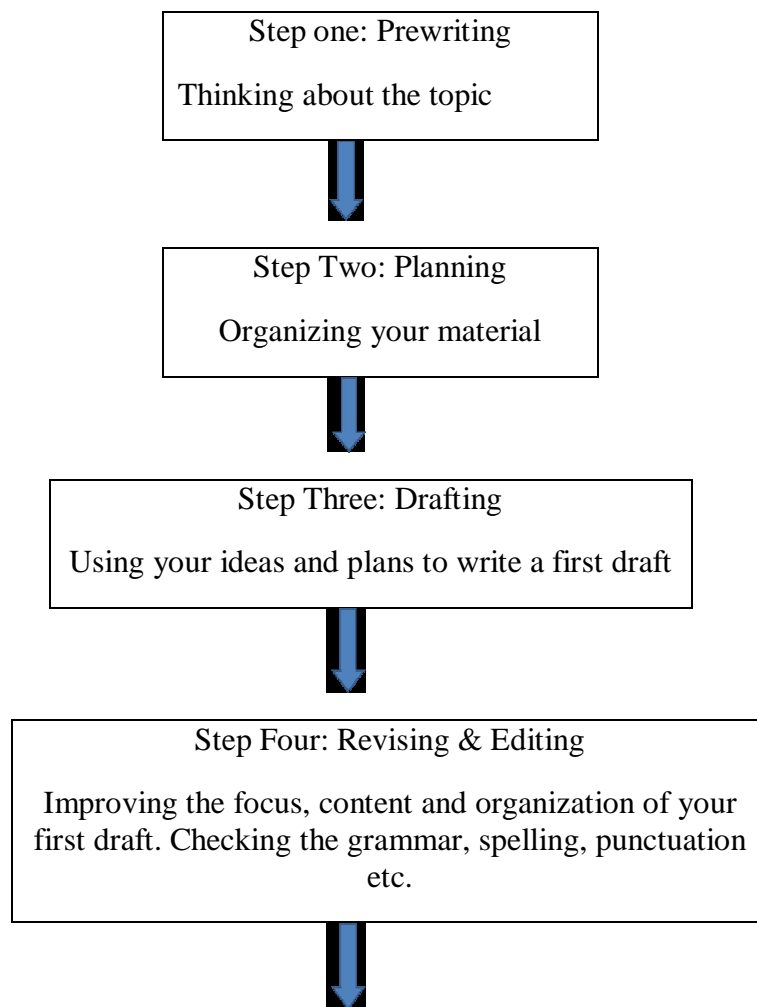 Step one: Prewriting
Thinking about the topic
Step Two: Planning
Organizing your material
Step Three: Drafting
Using your ideas and plans to write a first draft
Step Four: Revising & Editing
Improving the focus, content and organization of your
first draft. Checking the grammar, spelling, punctuation
etc.